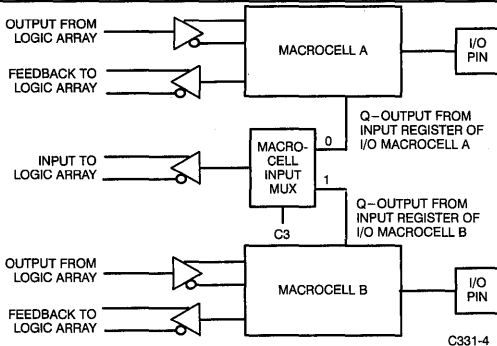 OUTPUT FROM
LOGIC ARRAY
MACROCELL A
I/O
PIN
FEEDBACK TO
LOGIC ARRAY
Q–OUTPUT FROM
INPUT REGISTER OF
I/O MACROCELL A
0
MACRO-
CELL
INPUT
MUX
INPUT TO
LOGIC ARRAY
1
C3
Q–OUTPUT FROM
INPUT REGISTER OF
I/O MACROCELL B
OUTPUT FROM
LOGIC ARRAY
MACROCELL B
I/O
PIN
FEEDBACK TO
LOGIC ARRAY
C331-4